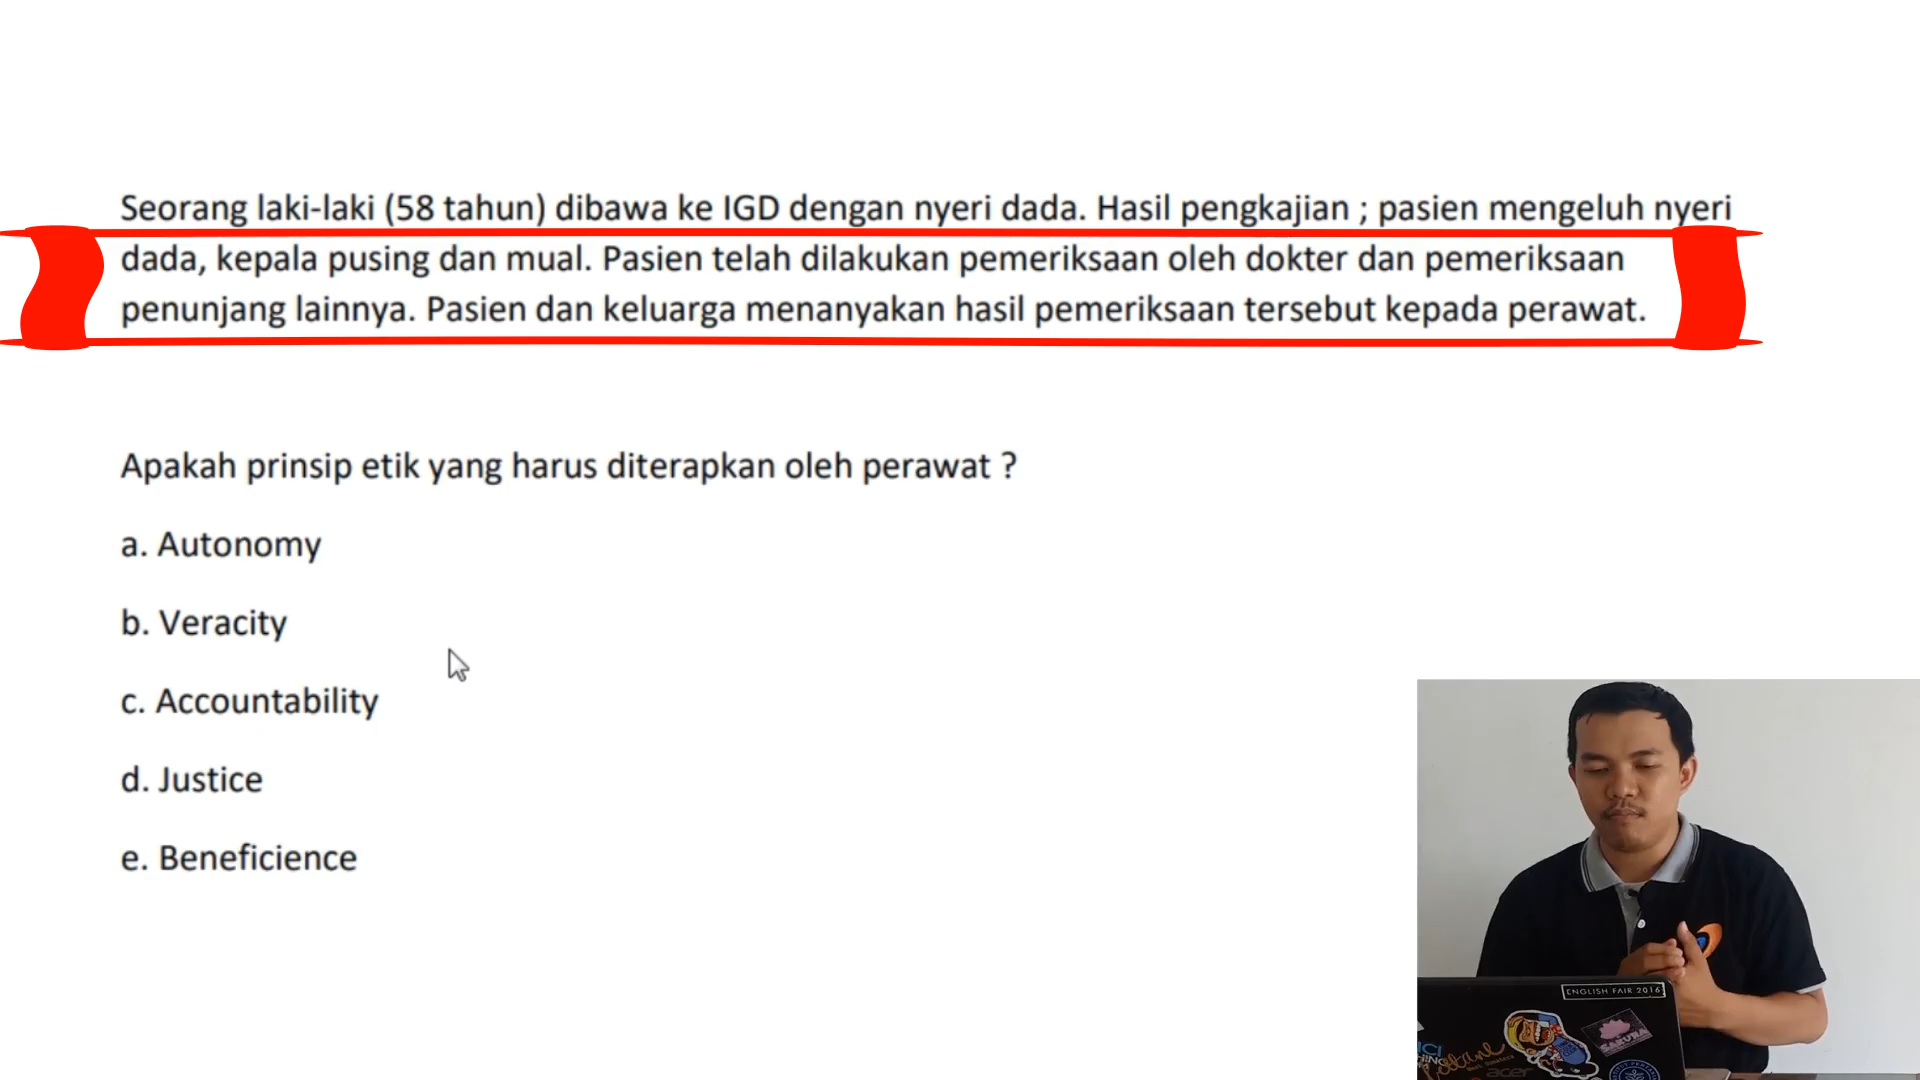 Seorang laki-laki (58 tahun) dibawa ke IGD dengan nyeri dada. Hasil pengkajian ; pasien mengeluh nyeri
dada, kepala pusing dan mual. Pasien telah dilakukan pemeriksaan oleh dokter dan pemeriksaan
penunjang lainnya. Pasien dan keluarga menanyakan hasil pemeriksaan tersebut kepada perawat.
Apakah prinsip etik yang harus diterapkan oleh perawat ?
a. Autonomy
b. Veracity
c. Accountability
d. Justice
e. Beneficience
ENGLISH FAIR 2016
SAKURA
acer